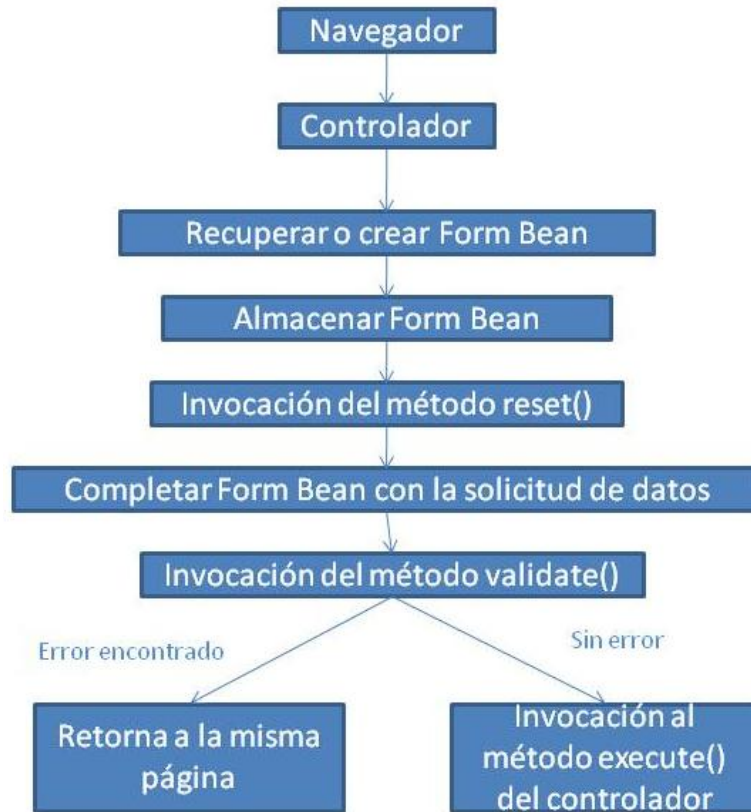 Navegador
Controlador
Recuperar o crear Form Bean
Almacenar Form Bean
Invocación del método reset()
Completar Form Bean con la solicitud de datos
Invocación del método validate()
Error encontrado
Sin error
Retorna a la misma
página
Invocación al
método execute()
del controlador